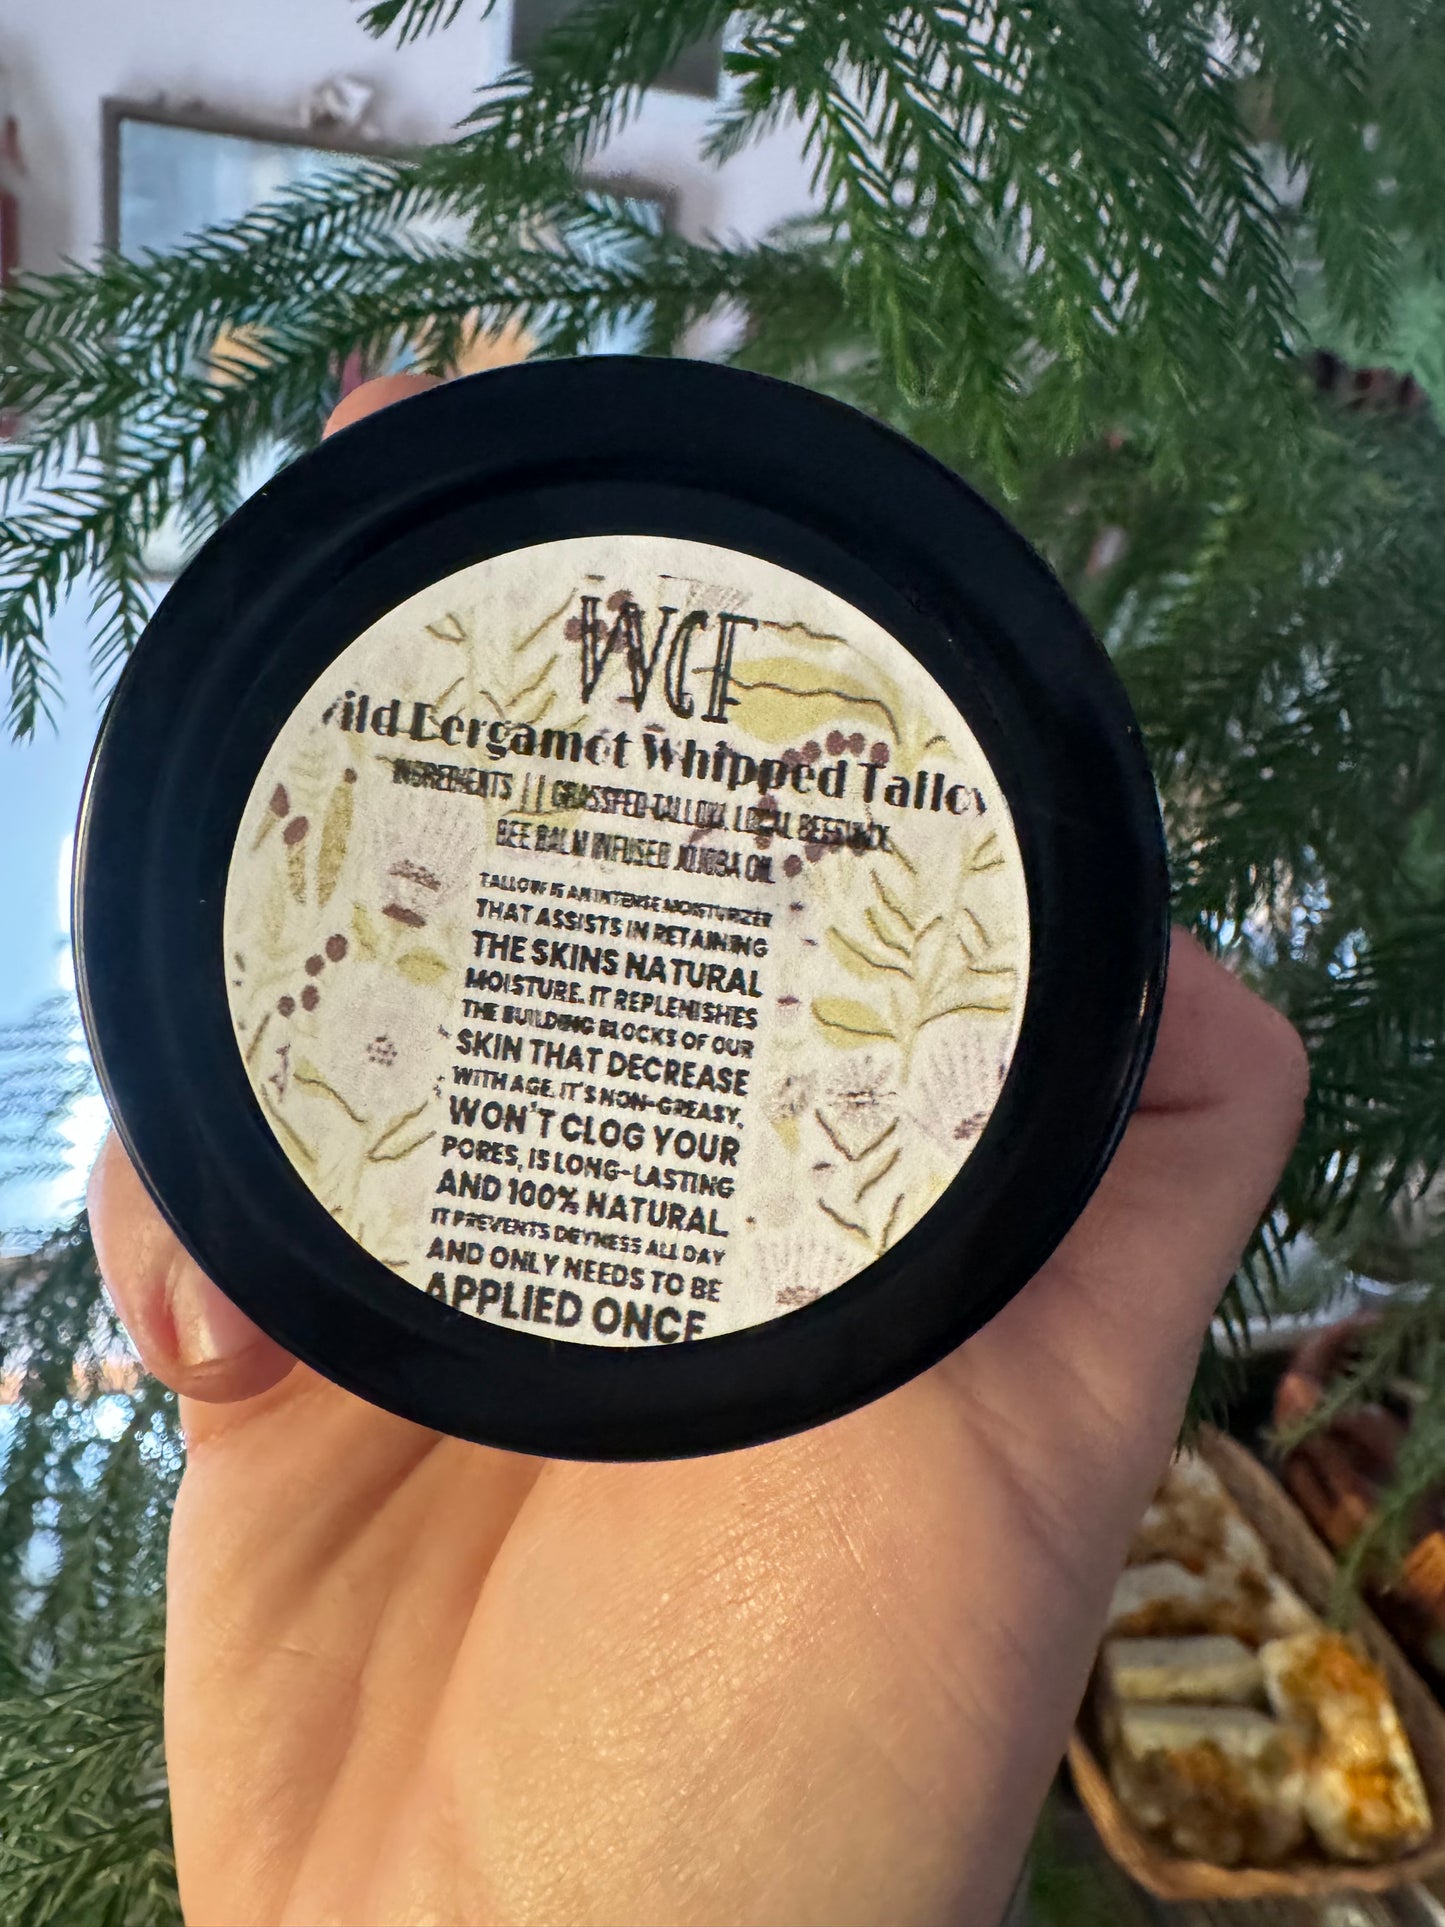 WCF
ild Bergamot Whipped Tallow
INGREDIENTS || GRASSFED TALLOW, LOCAL BEESWAX,
BEE BALM INFUSED JOJOBA OIL
TALLOW IS AN INTENSE MOISTURIZER
THAT ASSISTS IN RETAINING
THE SKINS NATURAL
MOISTURE. IT REPLENISHES
THE BUILDING BLOCKS OF OUR
SKIN THAT DECREASE
WITH AGE. IT'S NON-GREASY,
WON'T CLOG YOUR
PORES, IS LONG-LASTING
AND 100% NATURAL.
IT PREVENTS DRYNESS ALL DAY
AND ONLY NEEDS TO BE
APPLIED ONCE